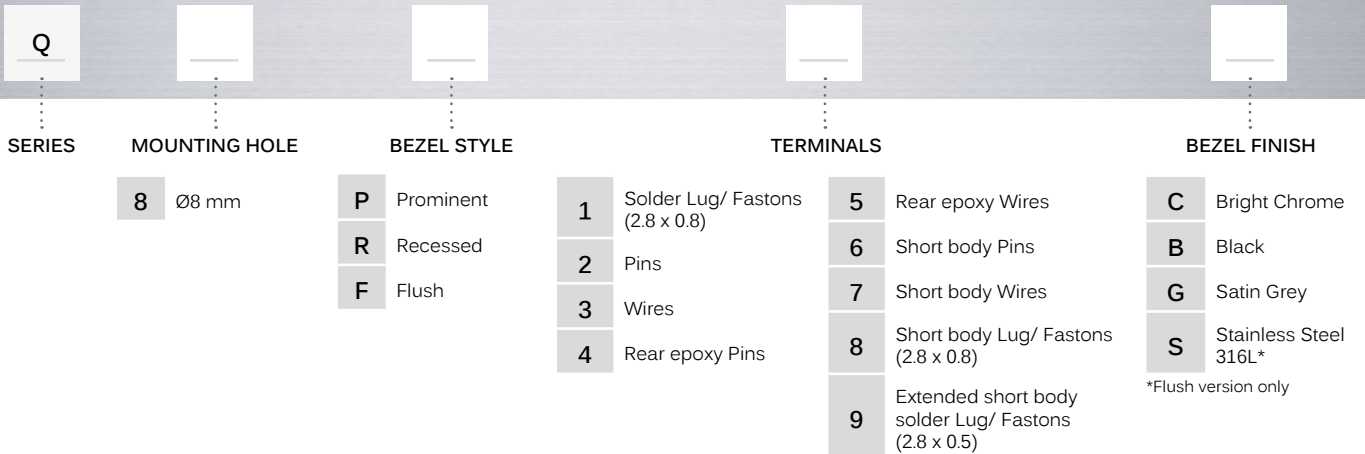 Q
SERIES
MOUNTING HOLE
8 Ø8 mm
BEZEL STYLE
P Prominent
R Recessed
F Flush
TERMINALS
1 Solder Lug/ Fastons
(2.8 x 0.8)
2 Pins
3 Wires
4 Rear epoxy Pins
5 Rear epoxy Wires
6 Short body Pins
7 Short body Wires
8 Short body Lug/ Fastons
(2.8 x 0.8)
9 Extended short body
solder Lug/ Fastons
(2.8 x 0.5)
BEZEL FINISH
C Bright Chrome
B Black
G Satin Grey
S Stainless Steel
316L*
*Flush version only